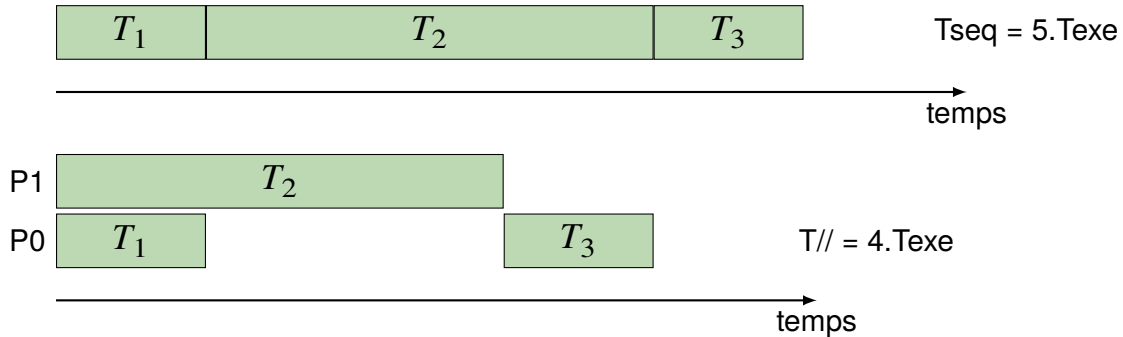 T1 T2 T3 Tseq = 5.Texe
temps
P1 T2
P0 T1 T3 T// = 4.Texe
temps